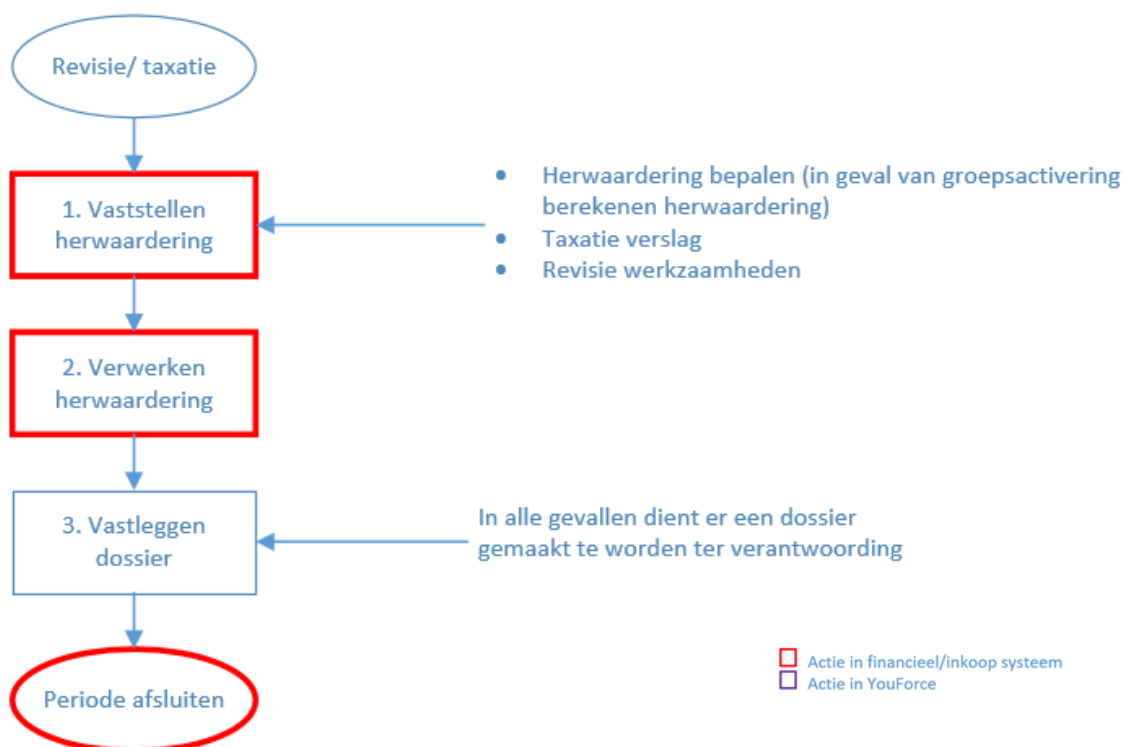 Revisie/ taxatie
1. Vaststellen
herwaardering
• Herwaardering bepalen (in geval van groepsactivering
berekenen herwaardering)
• Taxatie verslag
• Revisie werkzaamheden
2. Verwerken
herwaardering
3. Vastleggen
dossier
In alle gevallen dient er een dossier
gemaakt te worden ter verantwoording
Periode afsluiten
Actie in financieel/inkoop systeem
Actie in YouForce